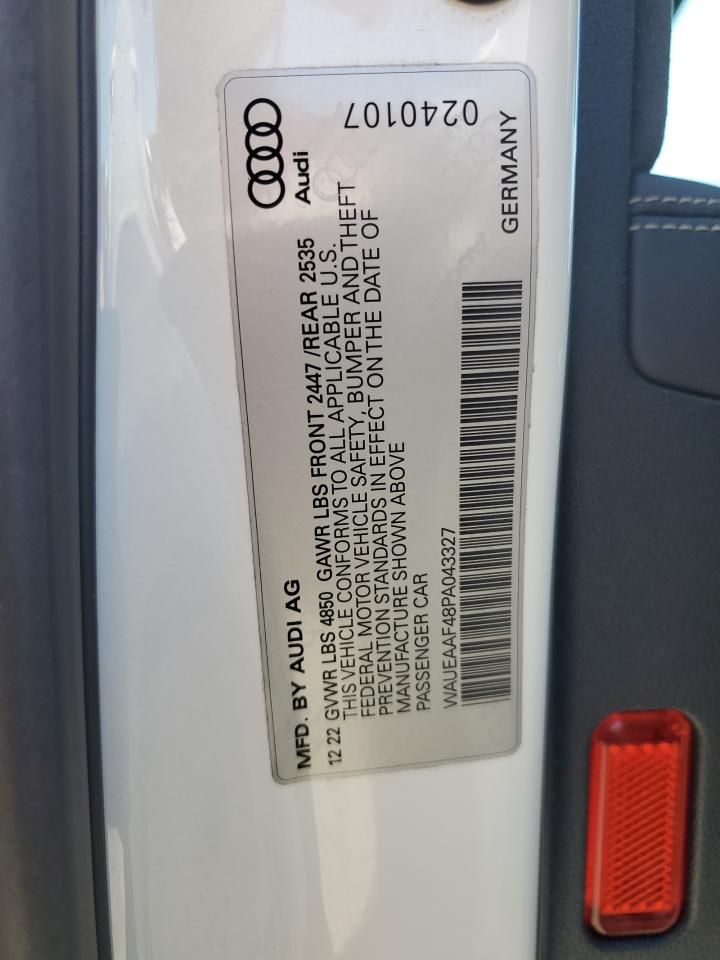 MFD. BY AUDI AG
Audi
12 22 GVWR LBS 4850 GAWR LBS FRONT 2447 /REAR 2535
THIS VEHICLE CONFORMS TO ALL APPLICABLE U.S.
FEDERAL MOTOR VEHICLE SAFETY, BUMPER AND THEFT
PREVENTION STANDARDS IN EFFECT ON THE DATE OF
MANUFACTURE SHOWN ABOVE
PASSENGER CAR
0240107
WAUEAAF48PA043327
GERMANY